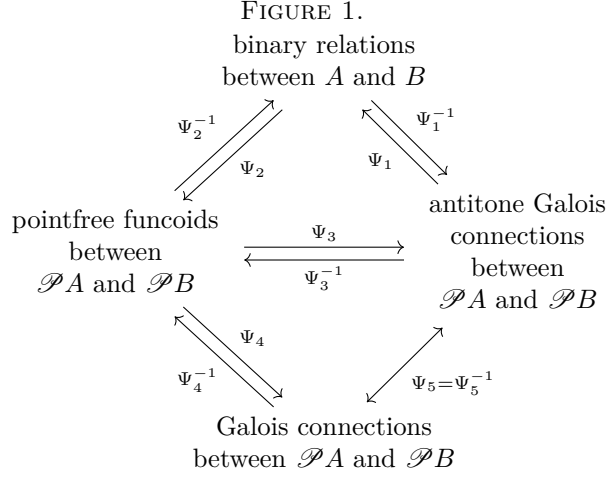 FIGURE 1.
binary relations
between A and B
Ψ₂⁻¹
Ψ₂
Ψ₁⁻¹
Ψ₁
pointfree funcoids
between
𝒫A and 𝒫B
Ψ₃
Ψ₃⁻¹
antitone Galois
connections
between
𝒫A and 𝒫B
Ψ₄
Ψ₄⁻¹
Ψ₅=Ψ₅⁻¹
Galois connections
between 𝒫A and 𝒫B